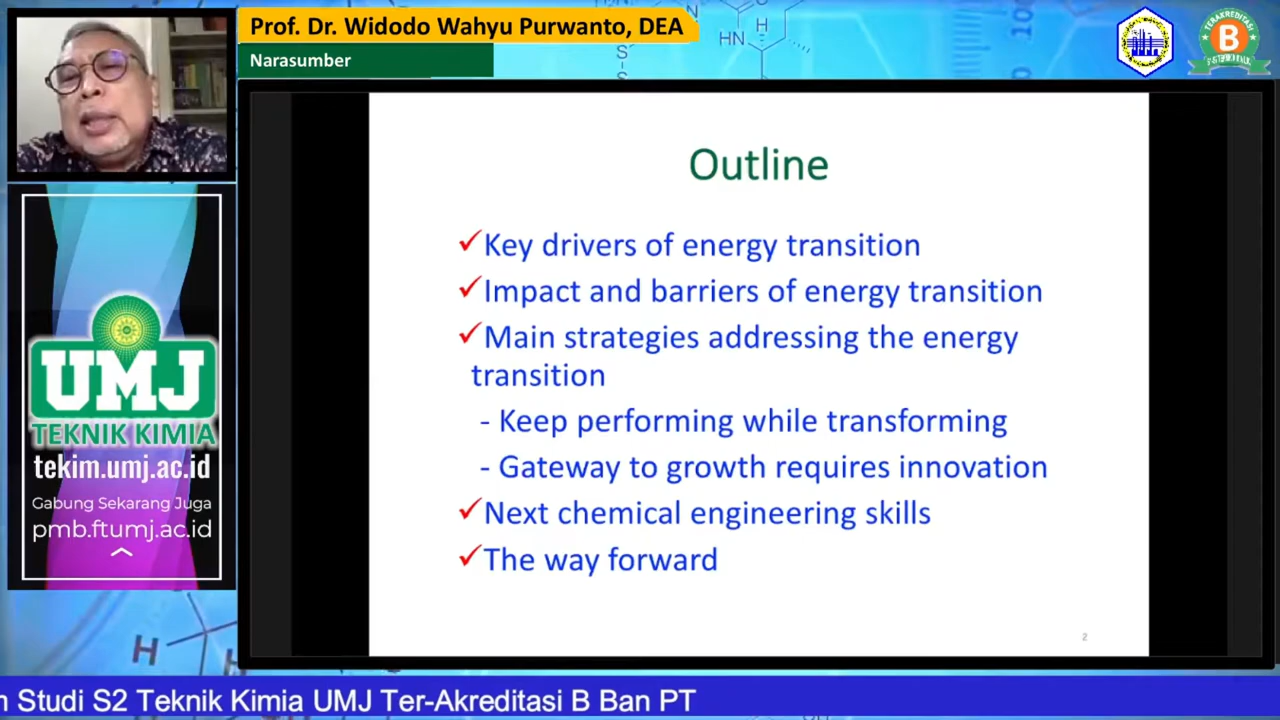 Prof. Dr. Widodo Wahyu Purwanto, DEA
Narasumber
HN
H
S
S
TERAKREDITASI
B
Outline
✓Key drivers of energy transition
✓Impact and barriers of energy transition
✓Main strategies addressing the energy
transition
- Keep performing while transforming
- Gateway to growth requires innovation
✓Next chemical engineering skills
✓The way forward
2
UMJ
TEKNIK KIMIA
tekim.umj.ac.id
Gabung Sekarang Juga
pmb.ftumj.ac.id
H
H
Studi S2 Teknik Kimia UMJ Ter-Akreditasi B Ban PT